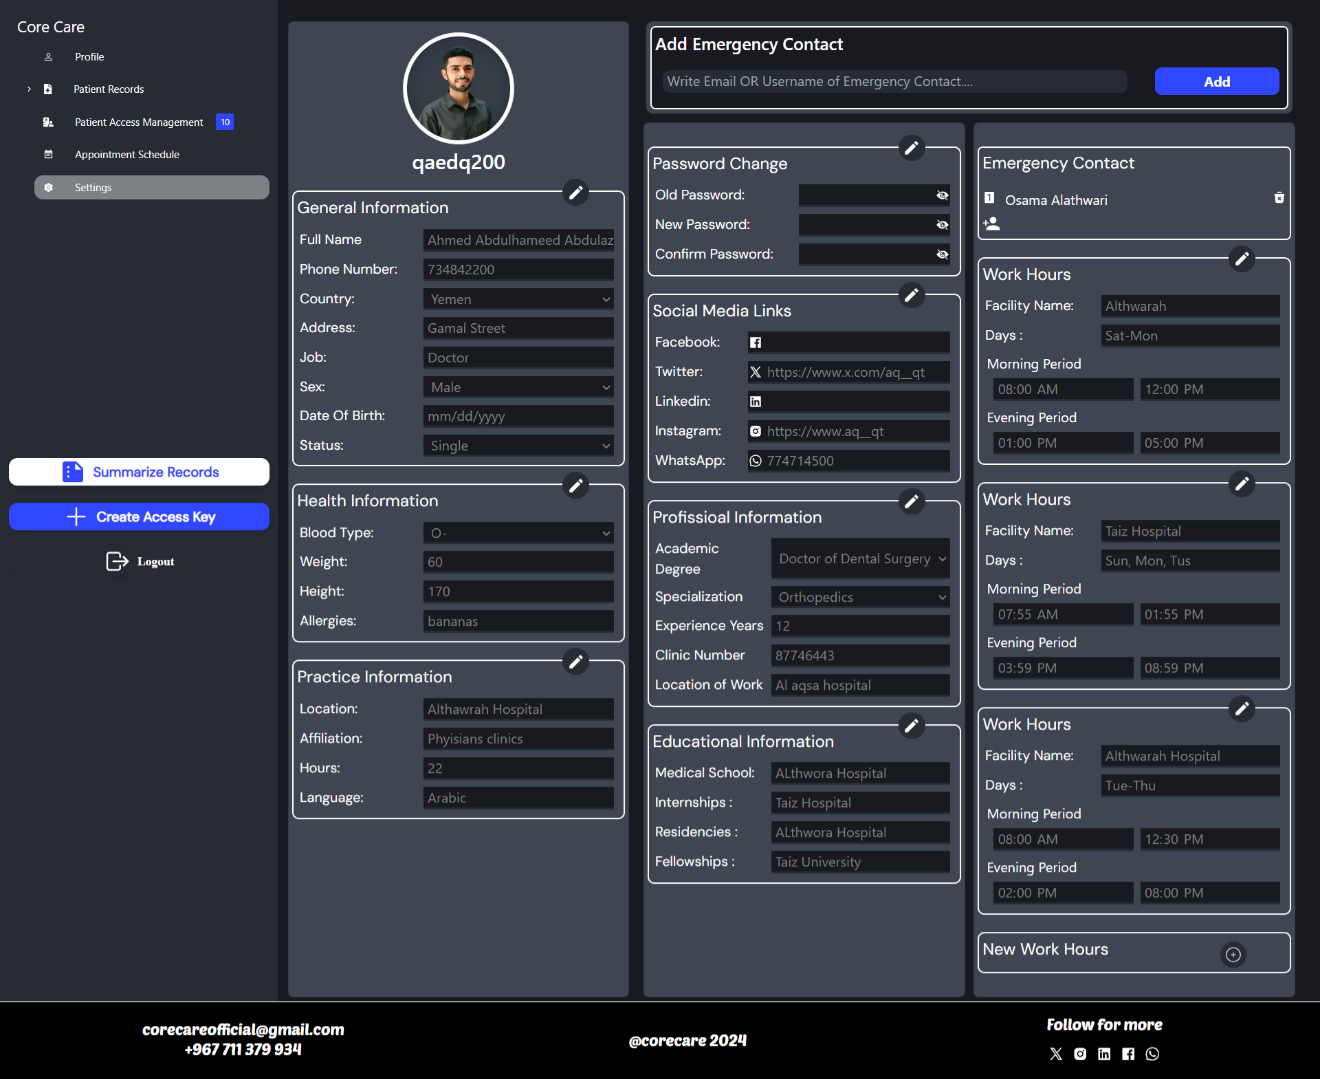 Core Care
Profile
Patient Records
Patient Access Management 10
Appointment Schedule
Settings
Summarize Records
Create Access Key
Logout
qaedq200
General Information
Full Name Ahmed Abdulhameed Abdulaz
Phone Number: 734842200
Country: Yemen
Address: Gamal Street
Job: Doctor
Sex: Male
Date Of Birth: mm/dd/yyyy
Status: Single
Health Information
Blood Type: O-
Weight: 60
Height: 170
Allergies: bananas
Practice Information
Location: Althawrah Hospital
Affiliation: Phyisians clinics
Hours: 22
Language: Arabic
Add Emergency Contact
Write Email OR Username of Emergency Contact.... Add
Password Change
Old Password:
New Password:
Confirm Password:
Social Media Links
Facebook:
Twitter: https://www.x.com/aq__qt
Linkedin:
Instagram: https://www.aq__qt
WhatsApp: 774714500
Profissioal Information
Academic
Degree Doctor of Dental Surgery
Specialization Orthopedics
Experience Years 12
Clinic Number 87746443
Location of Work Al aqsa hospital
Educational Information
Medical School: ALthwora Hospital
Internships : Taiz Hospital
Residencies : ALthwora Hospital
Fellowships : Taiz University
Emergency Contact
1 Osama Alathwari
Work Hours
Facility Name: Althwarah
Days : Sat-Mon
Morning Period
08:00 AM 12:00 PM
Evening Period
01:00 PM 05:00 PM
Work Hours
Facility Name: Taiz Hospital
Days : Sun, Mon, Tus
Morning Period
07:55 AM 01:55 PM
Evening Period
03:59 PM 08:59 PM
Work Hours
Facility Name: Althwarah Hospital
Days : Tue-Thu
Morning Period
08:00 AM 12:30 PM
Evening Period
02:00 PM 08:00 PM
New Work Hours
corecareofficial@gmail.com
+967 711 379 934
@corecare 2024
Follow for more